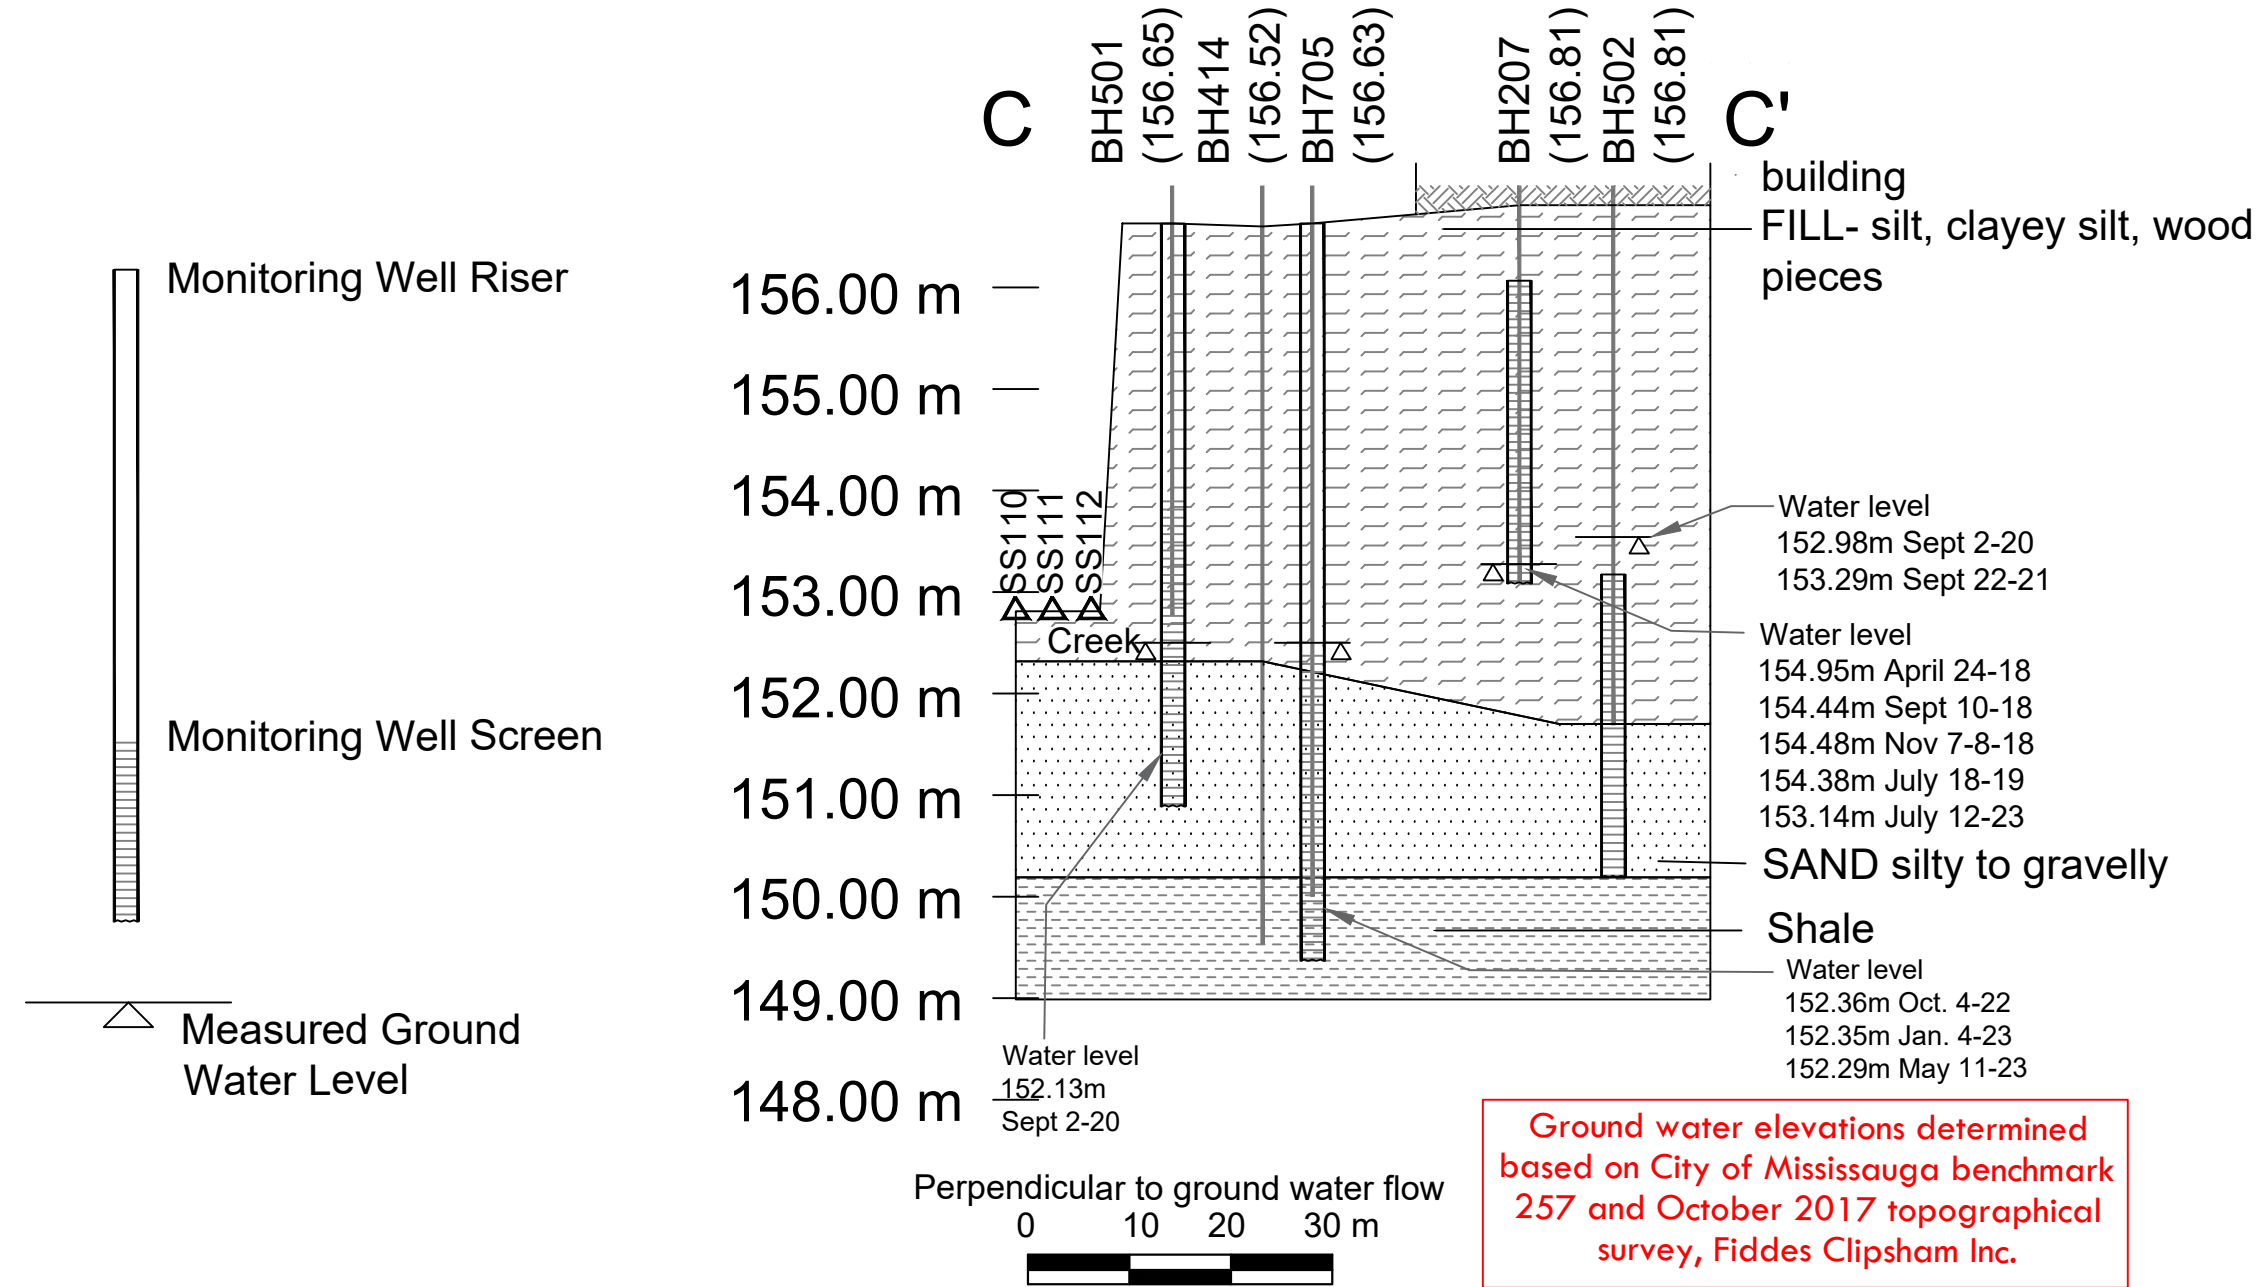 C
BH501
(156.65)
BH414
(156.52)
BH705
(156.63)
BH207
(156.81)
BH502
(156.81)
C'
building
FILL- silt, clayey silt, wood
pieces
Monitoring Well Riser
Monitoring Well Screen
Measured Ground
Water Level
156.00 m
155.00 m
154.00 m
153.00 m
152.00 m
151.00 m
150.00 m
149.00 m
148.00 m
SS110
SS111
SS112
Creek
Water level
152.98m Sept 2-20
153.29m Sept 22-21
Water level
154.95m April 24-18
154.44m Sept 10-18
154.48m Nov 7-8-18
154.38m July 18-19
153.14m July 12-23
SAND silty to gravelly
Shale
Water level
152.36m Oct. 4-22
152.35m Jan. 4-23
152.29m May 11-23
Water level
152.13m
Sept 2-20
Perpendicular to ground water flow
0 10 20 30 m
Ground water elevations determined
based on City of Mississauga benchmark
257 and October 2017 topographical
survey, Fiddes Clipsham Inc.